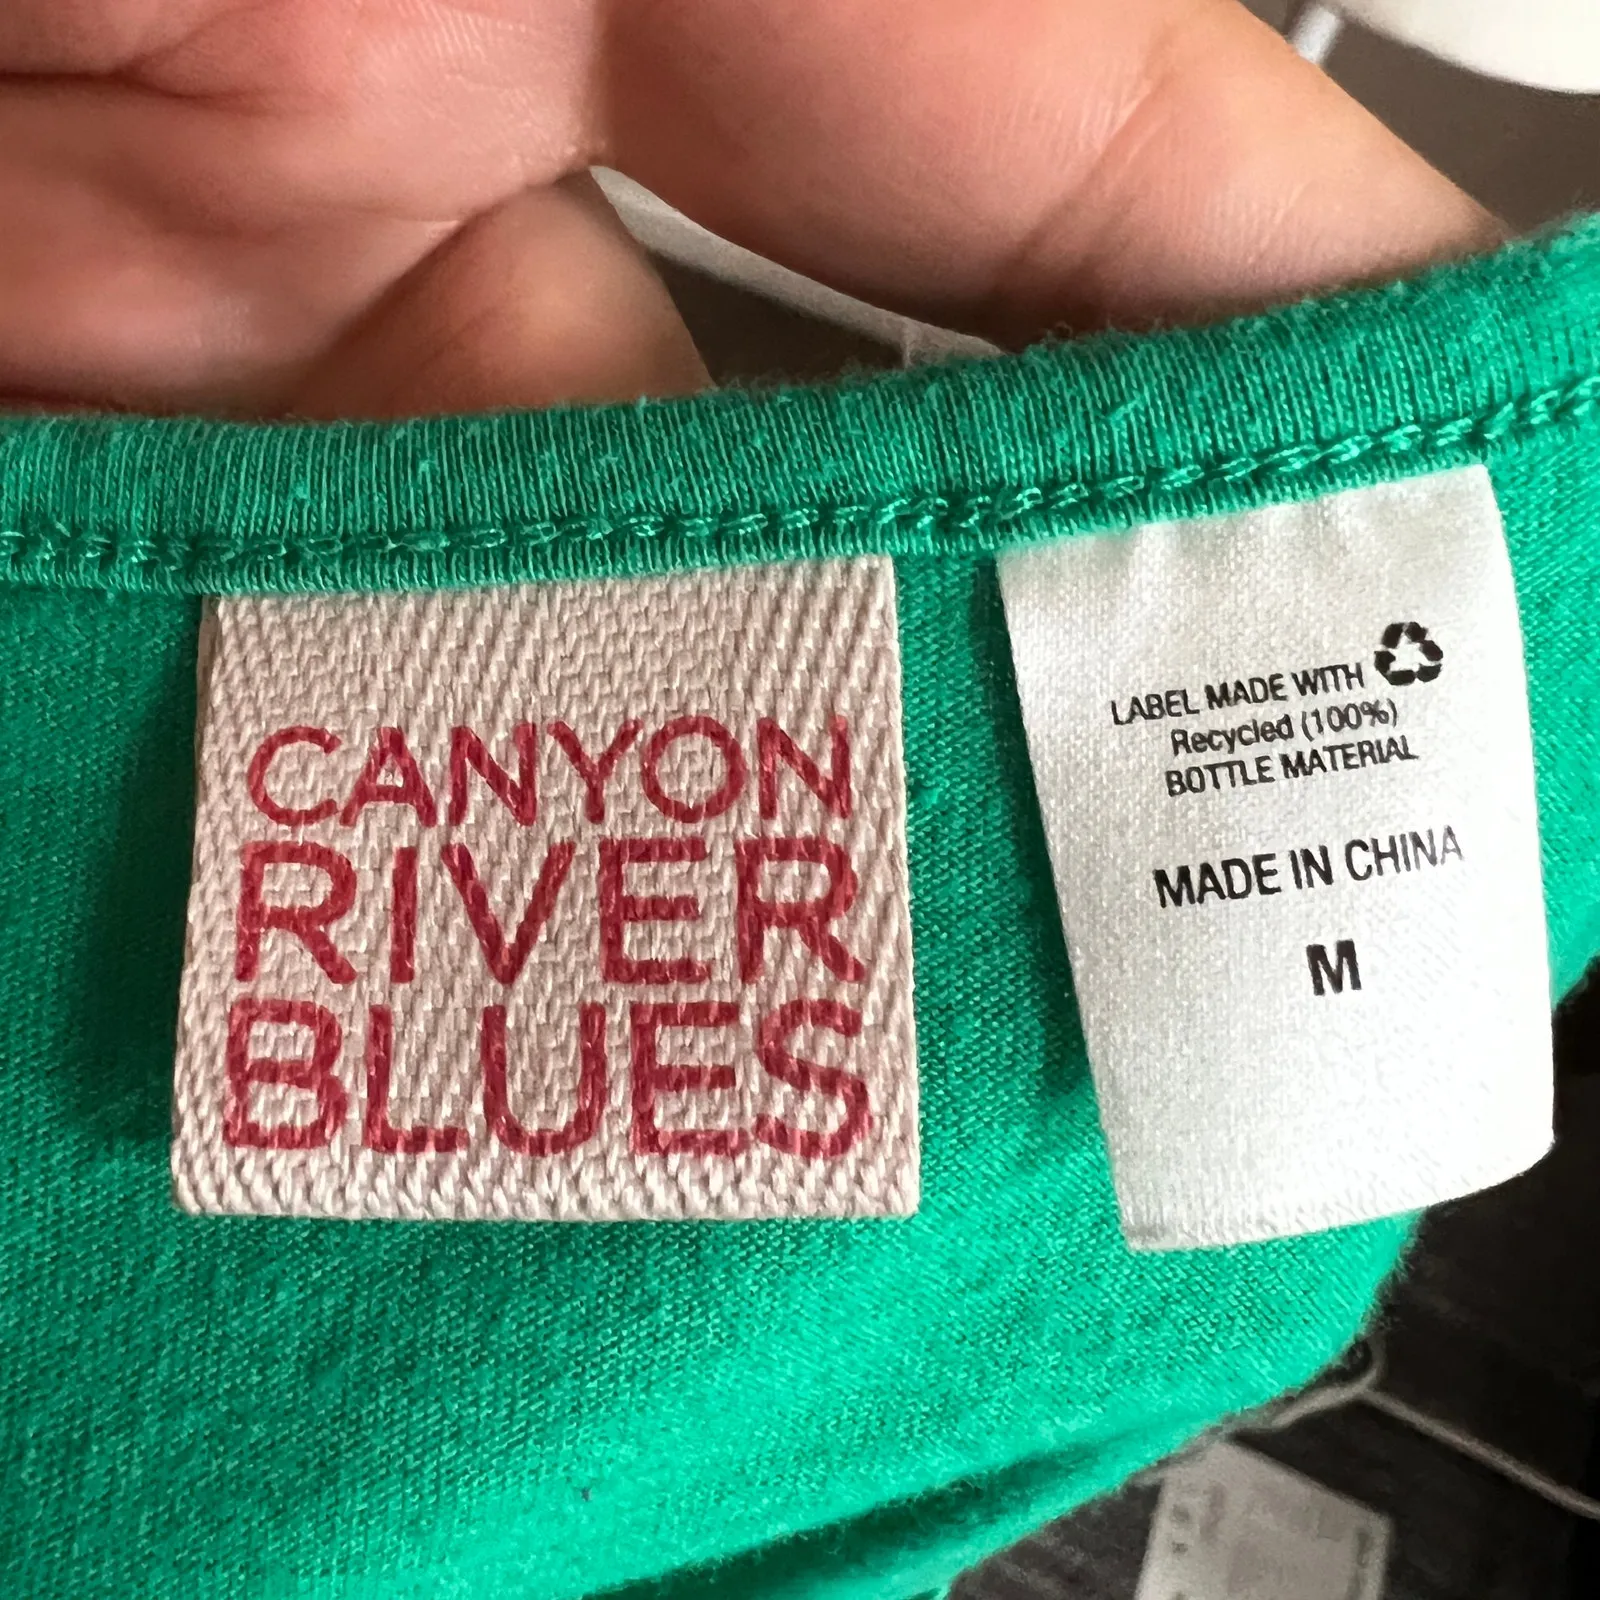 CANYON
RIVER
BLUES
LABEL MADE WITH
Recycled (100%)
BOTTLE MATERIAL
MADE IN CHINA
M